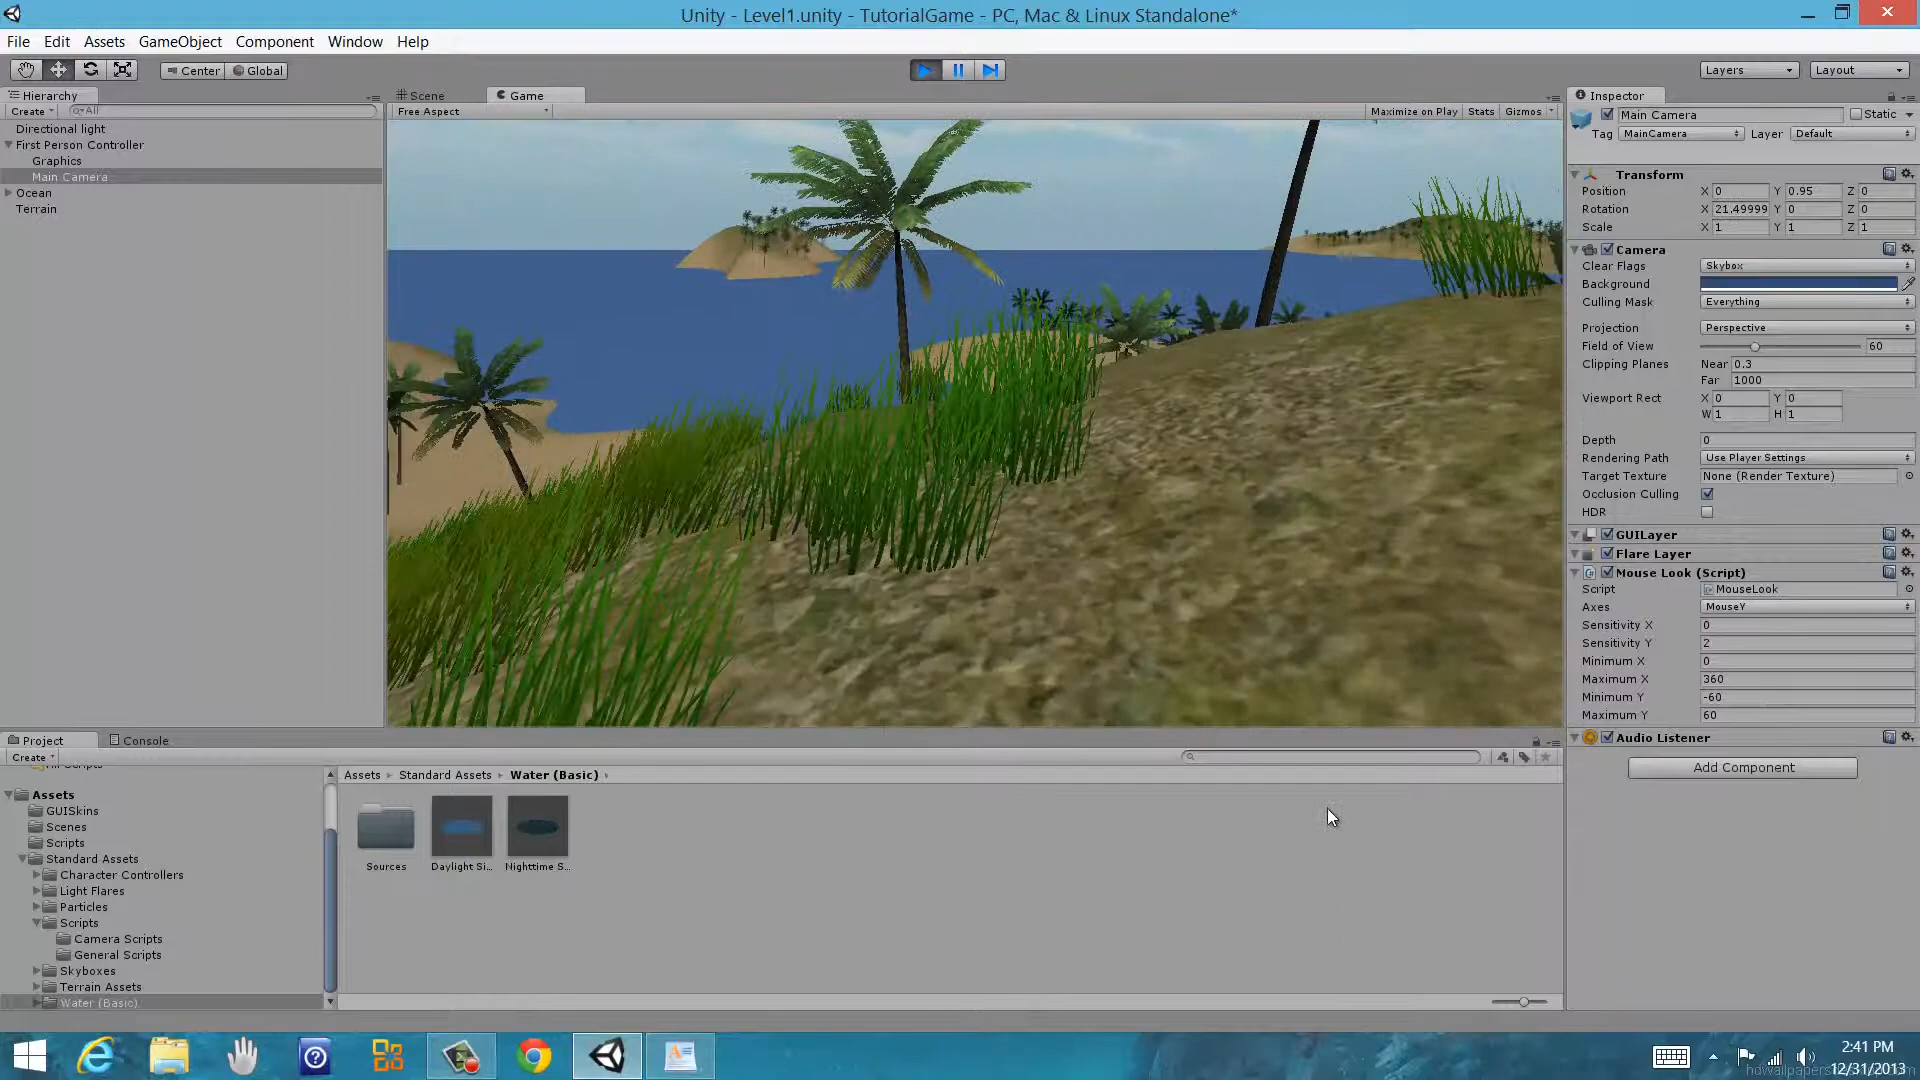 Unity - Level1.unity - TutorialGame - PC, Mac & Linux Standalone*
File Edit Assets GameObject Component Window Help
Center Global Layers Layout
Hierarchy
Create All
Directional light
First Person Controller
Graphics
Main Camera
Ocean
Terrain
Scene Game
Free Aspect Maximize on Play Stats Gizmos
Inspector
Main Camera Static
Tag MainCamera Layer Default
Transform
Position X 0 Y 0.95 Z 0
Rotation X 21.49999 Y 0 Z 0
Scale X 1 Y 1 Z 1
Camera
Clear Flags Skybox
Background
Culling Mask Everything
Projection Perspective
Field of View 60
Clipping Planes Near 0.3
Far 1000
Viewport Rect X 0 Y 0
W 1 H 1
Depth 0
Rendering Path Use Player Settings
Target Texture None (Render Texture)
Occlusion Culling
HDR
GUILayer
Flare Layer
Mouse Look (Script)
Script MouseLook
Axes MouseY
Sensitivity X 0
Sensitivity Y 2
Minimum X 0
Maximum X 360
Minimum Y -60
Maximum Y 60
Audio Listener
Add Component
Project Console
Create
Assets
GUISkins
Scenes
Scripts
Standard Assets
Character Controllers
Light Flares
Particles
Scripts
Camera Scripts
General Scripts
Skyboxes
Terrain Assets
Water (Basic)
Assets Standard Assets Water (Basic)
Sources Daylight Si... Nighttime S...
2:41 PM
12/31/2013